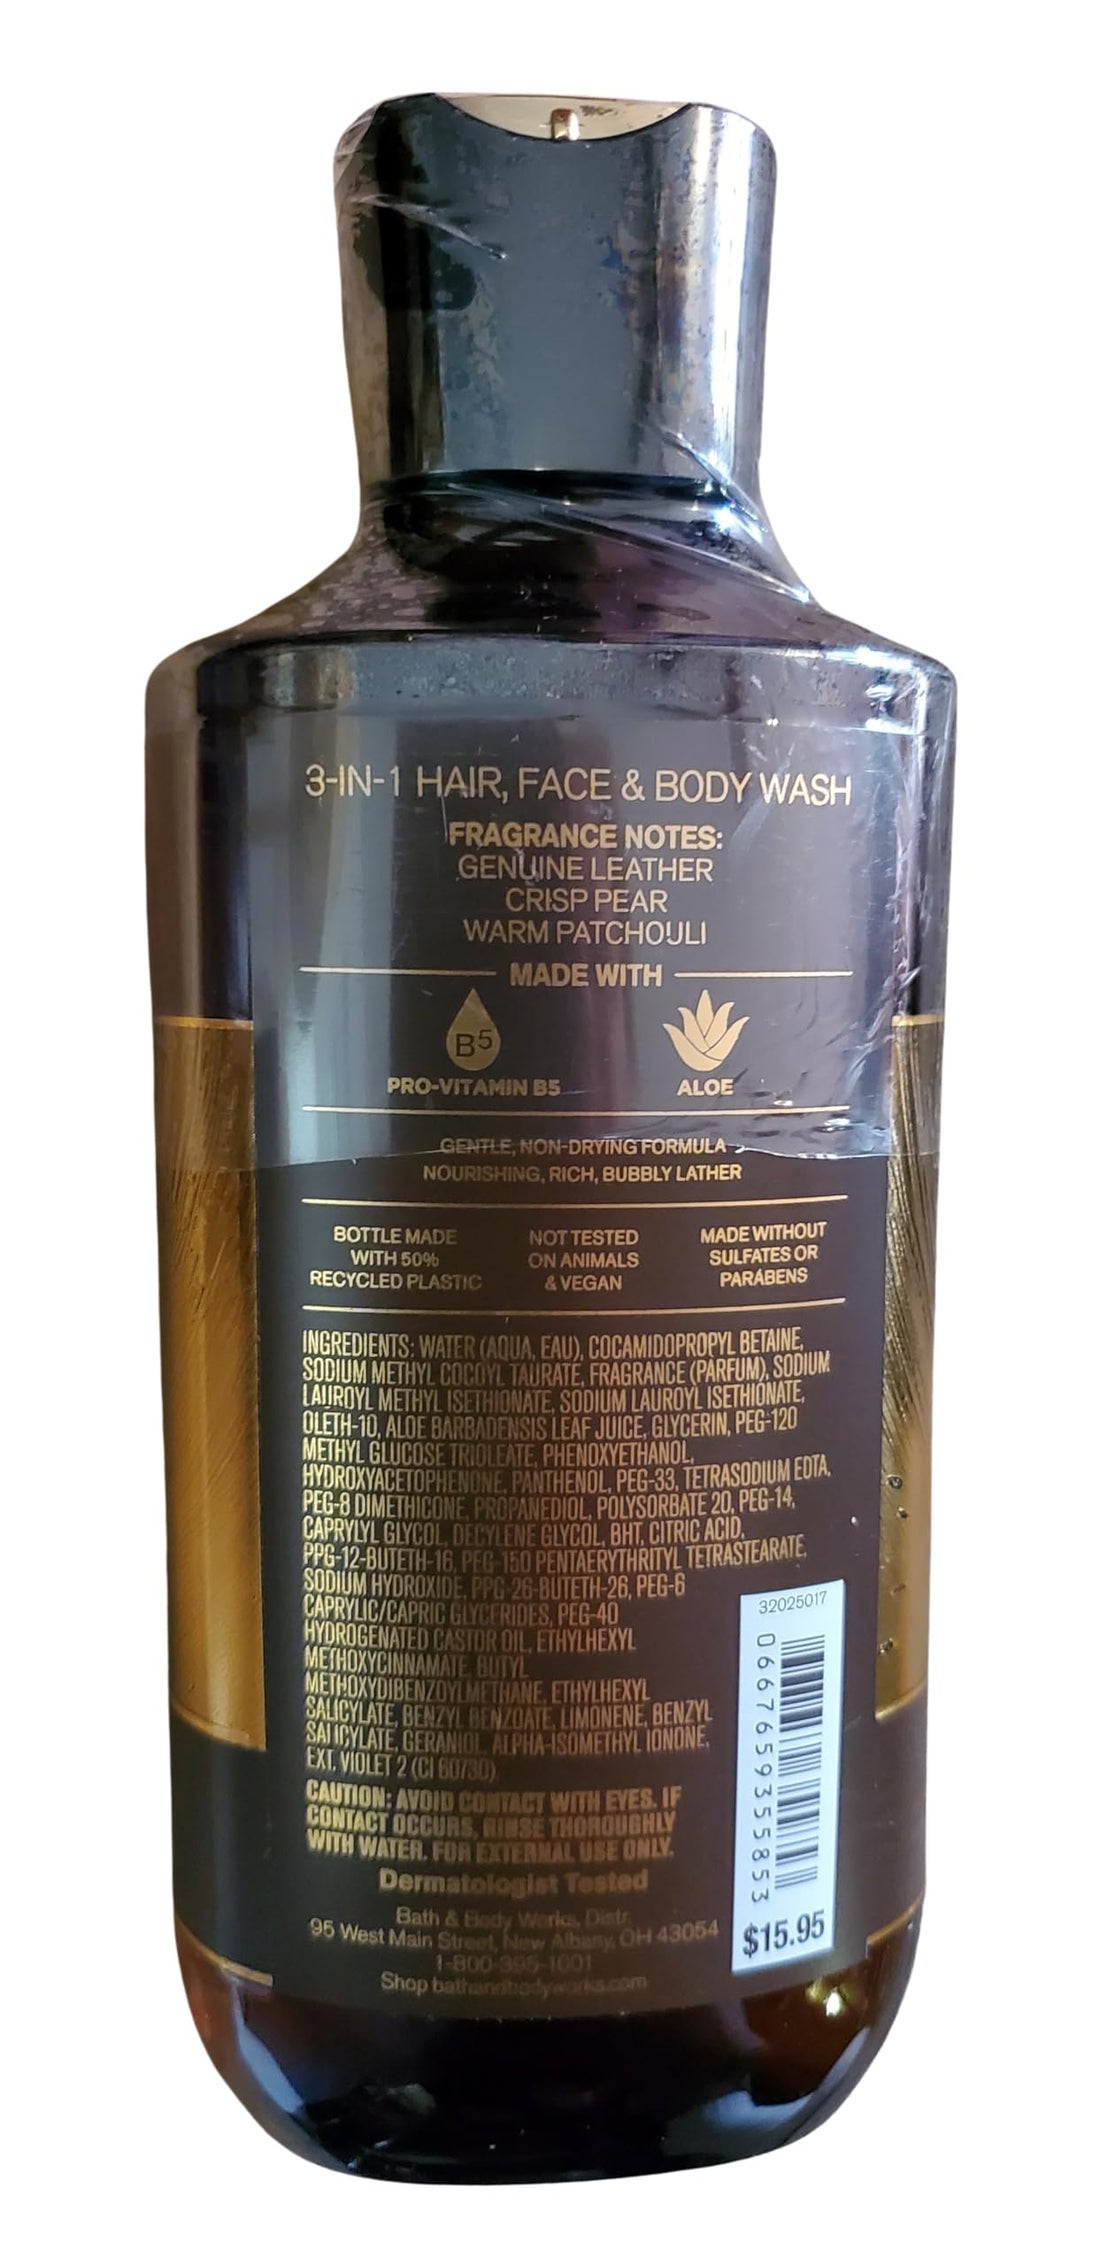 3-IN-1 HAIR, FACE & BODY WASH
FRAGRANCE NOTES:
GENUINE LEATHER
CRISP PEAR
WARM PATCHOULI
MADE WITH
B5
PRO-VITAMIN B5
ALOE
GENTLE, NON-DRYING FORMULA
NOURISHING, RICH, BUBBLY LATHER
BOTTLE MADE
WITH 50%
RECYCLED PLASTIC
NOT TESTED
ON ANIMALS
& VEGAN
MADE WITHOUT
SULFATES OR
PARABENS
INGREDIENTS: WATER (AQUA, EAU), COCAMIDOPROPYL BETAINE,
SODIUM METHYL COCOYL TAURATE, FRAGRANCE (PARFUM), SODIUM
LAUROYL METHYL ISETHIONATE, SODIUM LAUROYL ISETHIONATE,
OLETH-10, ALOE BARBADENSIS LEAF JUICE, GLYCERIN, PEG-120
METHYL GLUCOSE TRIOLEATE, PHENOXYETHANOL,
HYDROXYACETOPHENONE, PANTHENOL, PEG-33, TETRASODIUM EDTA,
PEG-8 DIMETHICONE, PROPANEDIOL, POLYSORBATE 20, PEG-14,
CAPRYLYL GLYCOL, DECYLENE GLYCOL, BHT, CITRIC ACID,
PPG-12-BUTETH-16, PEG-150 PENTAERYTHRITYL TETRASTEARATE,
SODIUM HYDROXIDE, PPG-26-BUTETH-26, PEG-6
CAPRYLIC/CAPRIC GLYCERIDES, PEG-40
HYDROGENATED CASTOR OIL, ETHYLHEXYL
METHOXYCINNAMATE, BUTYL
METHOXYDIBENZOYLMETHANE, ETHYLHEXYL
SALICYLATE, BENZYL BENZOATE, LIMONENE, BENZYL
SALICYLATE, GERANIOL, ALPHA-ISOMETHYL IONONE,
EXT. VIOLET 2 (CI 60730)
CAUTION: AVOID CONTACT WITH EYES. IF
CONTACT OCCURS, RINSE THOROUGHLY
WITH WATER. FOR EXTERNAL USE ONLY.
Dermatologist Tested
Bath & Body Works, Distr.
95 West Main Street, New Albany, OH 43054
1-800-395-1001
Shop bathandbodyworks.com
32025017
0667659355853
$15.95